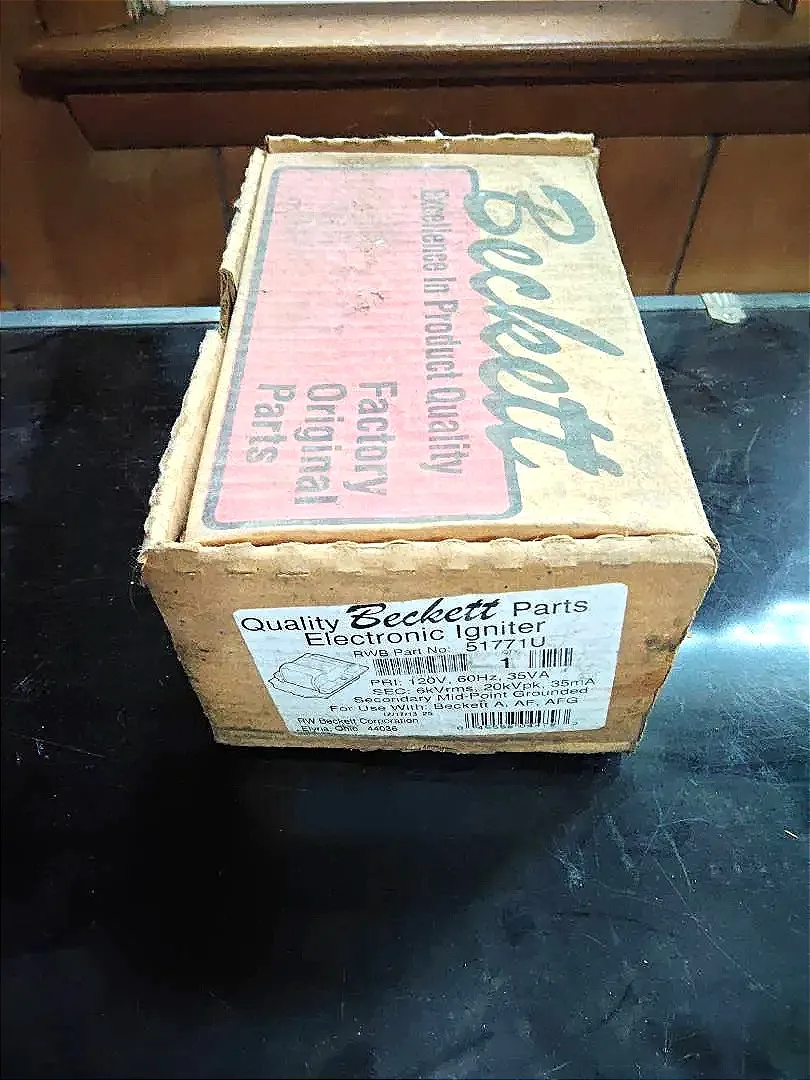 Beckett
Excellence in Product Quality
Factory
Original
Parts
Quality Beckett Parts
Electronic Igniter
RWB Part No: 51771U
QTY
1
PRI: 120V, 60Hz, 35VA
SEC: 6kVrms, 20kVpk, 35mA
Secondary Mid-Point Grounded
For Use With: Beckett A, AF, AFG
RW Beckett Corporation
Elyria, Ohio 44036